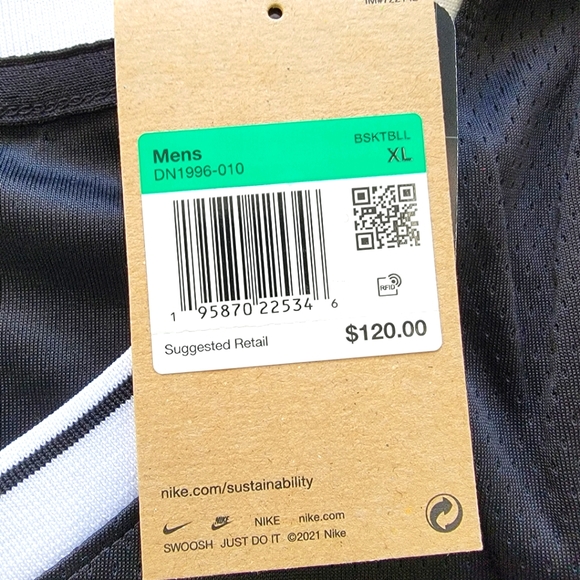 BSKTBLL
Mens XL
DN1996-010
RFID
1 95870 22534 6
Suggested Retail $120.00
nike.com/sustainability
NIKE nike.com
SWOOSH JUST DO IT ©2021 Nike